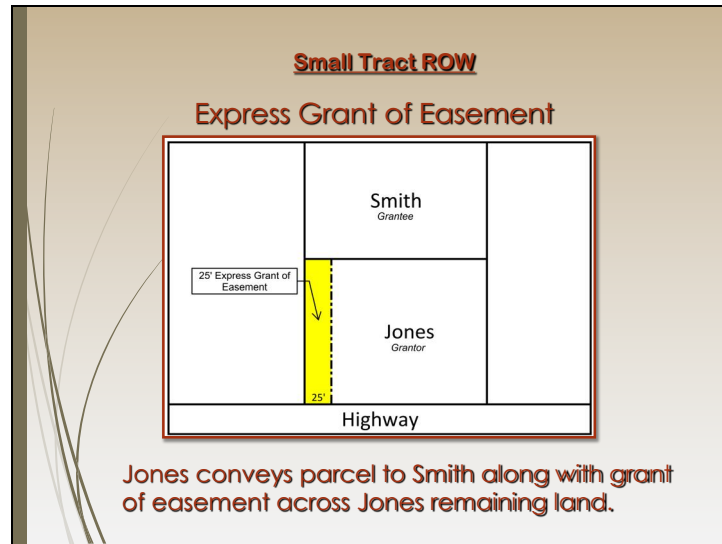 Small Tract ROW
Express Grant of Easement
Smith
Grantee
25' Express Grant of
Easement
Jones
Grantor
25'
Highway
Jones conveys parcel to Smith along with grant
of easement across Jones remaining land.